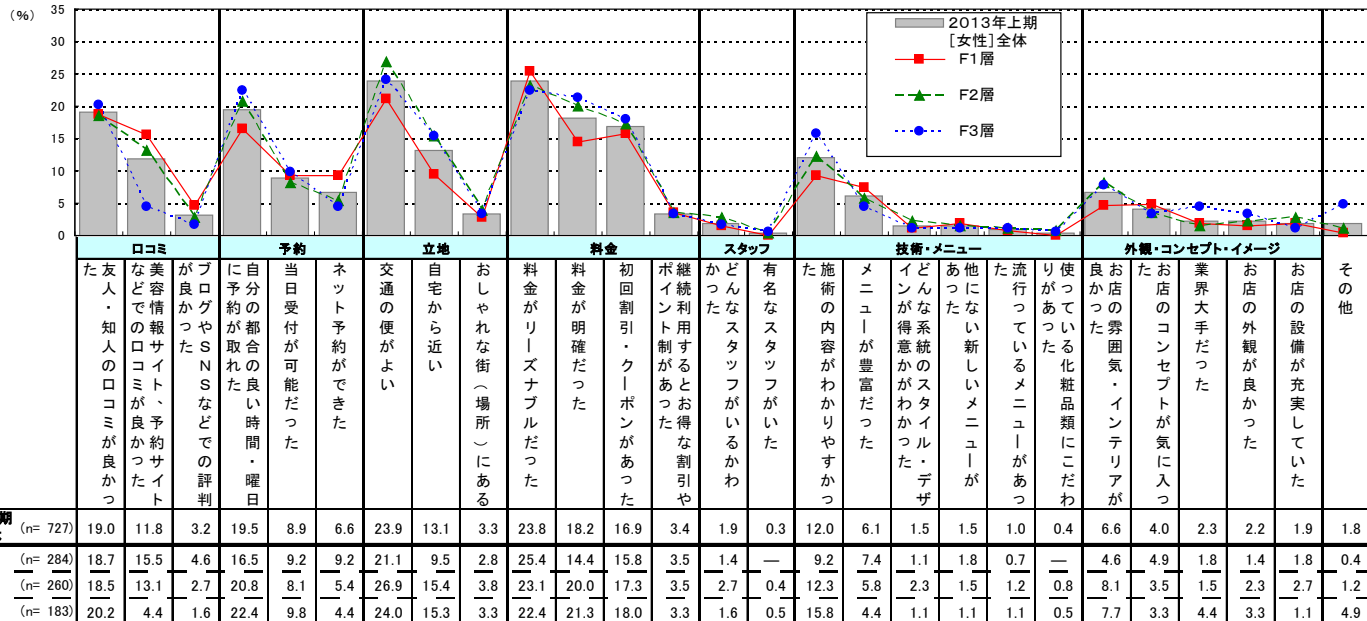 (%)
35
30
25
20
15
10
5
0
2013年上期
[女性]全体
F1層
F2層
F3層
口コミ
予約
立地
料金
スタッフ
技術・メニュー
外観・コンセプト・イメージ
友人・知人の口コミが良かっ
た
美容情報サイト、予約サイト
などでの口コミが良かった
ブログやSNSなどでの評判
が良かった
自分の都合の良い時間・曜日
に予約が取れた
当日受付が可能だった
ネット予約ができた
交通の便がよい
自宅から近い
おしゃれな街(場所)にある
料金がリーズナブルだった
料金が明確だった
初回割引・クーポンがあった
継続利用するとお得な割引や
ポイント制があった
どんなスタッフがいるかわ
かった
有名なスタッフがいた
施術の内容がわかりやすかっ
た
メニューが豊富だった
どんな系統のスタイル・デザ
インが得意かがわかった
他にない新しいメニューが
あった
流行っているメニューがあっ
た
使っている化粧品類にこだわ
りがあった
お店の雰囲気・インテリアが
良かった
お店のコンセプトが気に入っ
た
業界大手だった
お店の外観が良かった
お店の設備が充実していた
その他
期 (n= 727) 19.0 11.8 3.2 19.5 8.9 6.6 23.9 13.1 3.3 23.8 18.2 16.9 3.4 1.9 0.3 12.0 6.1 1.5 1.5 1.0 0.4 6.6 4.0 2.3 2.2 1.9 1.8
(n= 284) 18.7 15.5 4.6 16.5 9.2 9.2 21.1 9.5 2.8 25.4 14.4 15.8 3.5 1.4 — 9.2 7.4 1.1 1.8 0.7 — 4.6 4.9 1.8 1.4 1.8 0.4
(n= 260) 18.5 13.1 2.7 20.8 8.1 5.4 26.9 15.4 3.8 23.1 20.0 17.3 3.5 2.7 0.4 12.3 5.8 2.3 1.5 1.2 0.8 8.1 3.5 1.5 2.3 2.7 1.2
(n= 183) 20.2 4.4 1.6 22.4 9.8 4.4 24.0 15.3 3.3 22.4 21.3 18.0 3.3 1.6 0.5 15.8 4.4 1.1 1.1 1.1 0.5 7.7 3.3 4.4 3.3 1.1 4.9